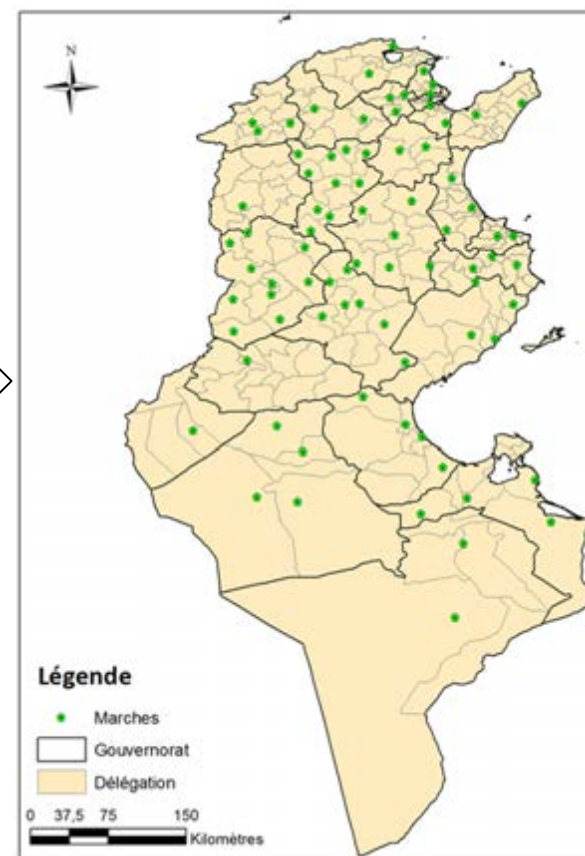 N
Légende
Marches
Gouvernorat
Délégation
0 37,5 75 150
Kilomètres